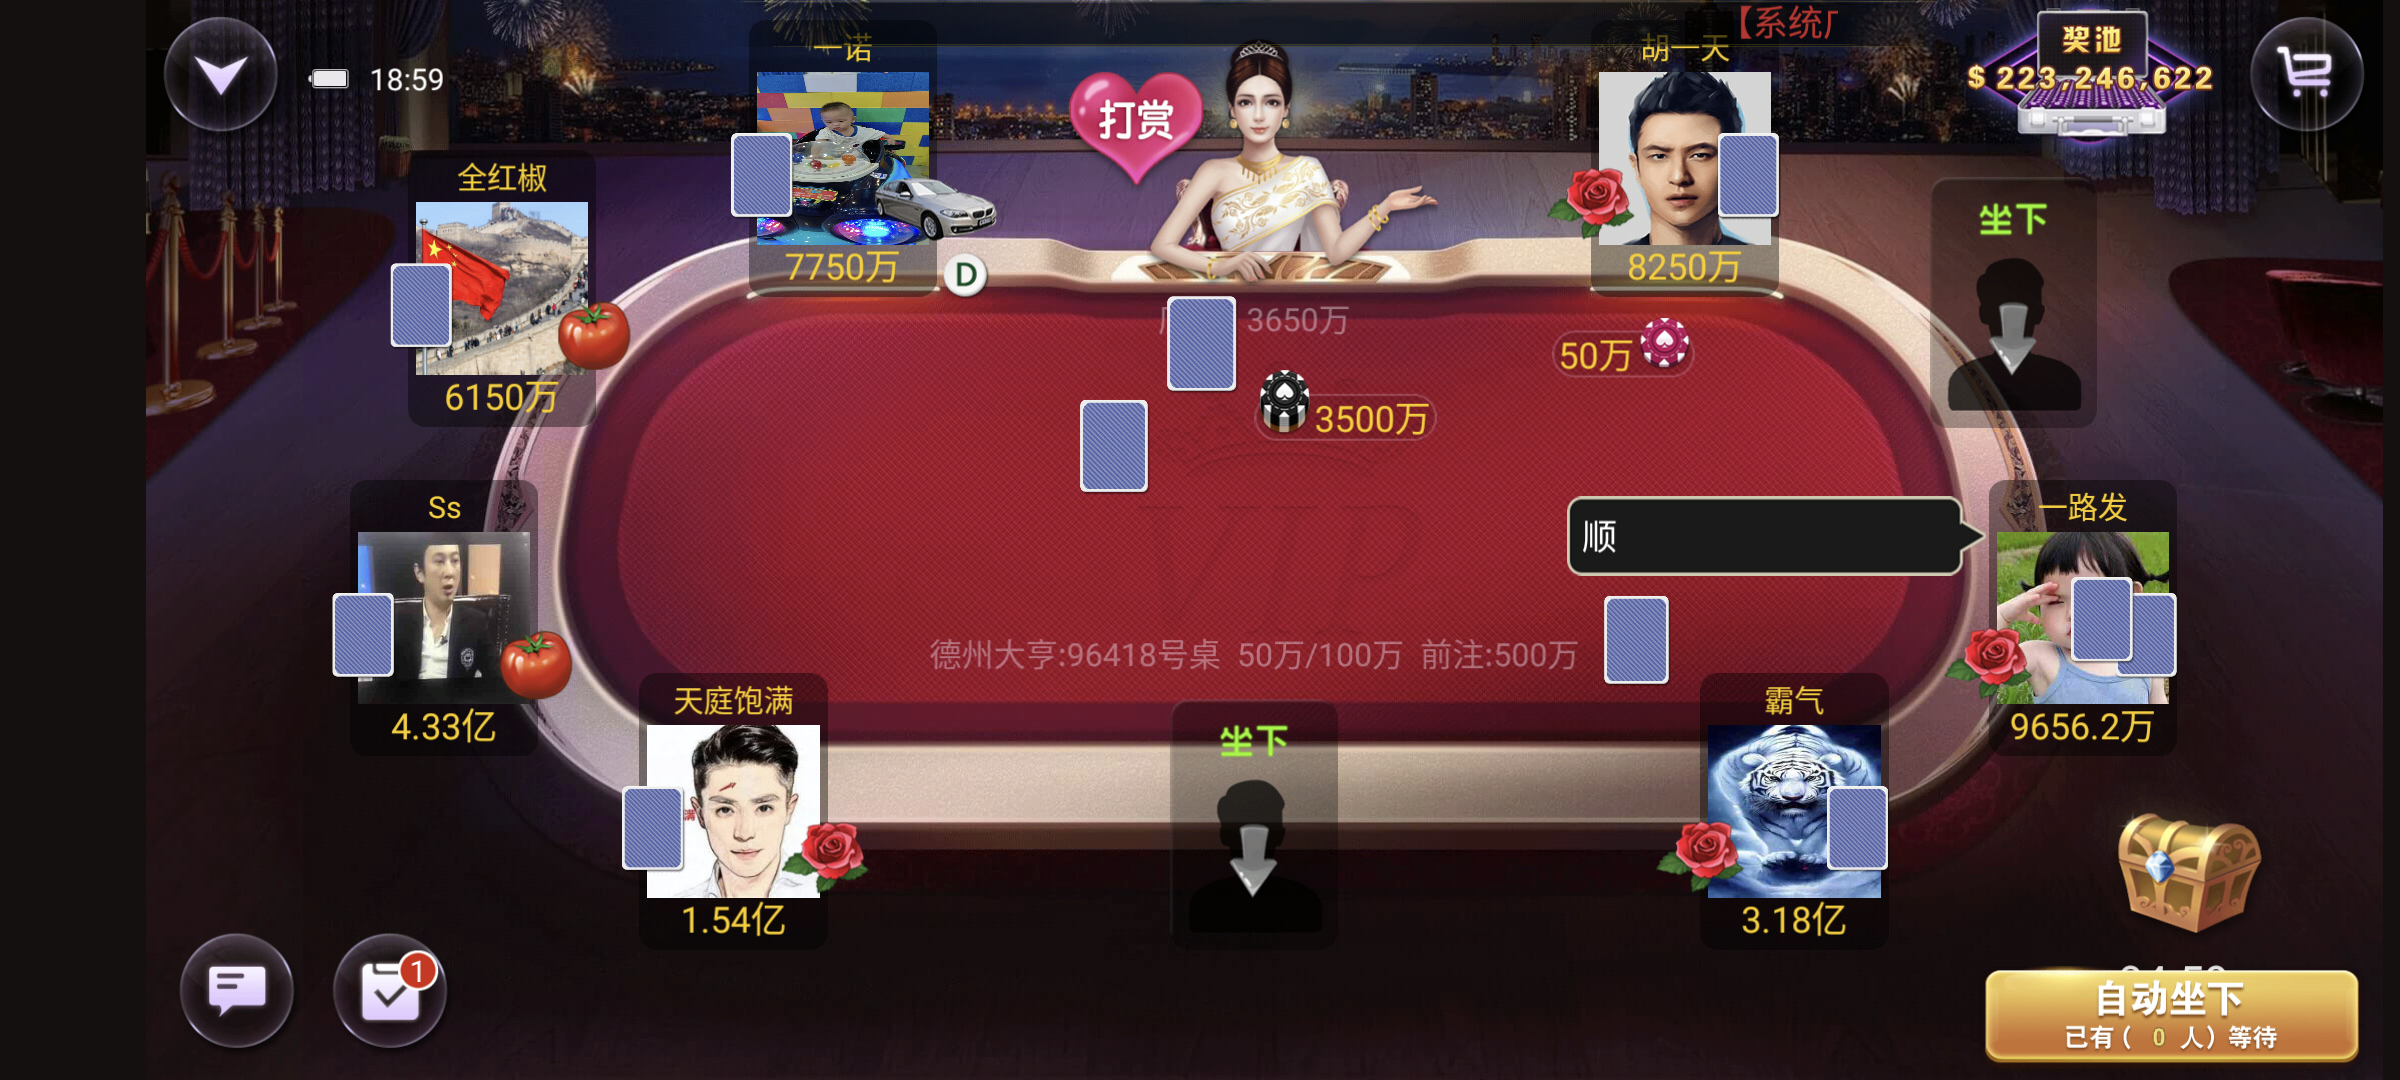 18:59
一诺
打赏
胡一天
【系统广
奖池
$ 223,246,622
全红椒
7750万
D
8250万
坐下
3650万
50万
6150万
3500万
Ss
一路发
顺
德州大亨:96418号桌 50万/100万 前注:500万
4.33亿
天庭饱满
坐下
霸气
9656.2万
1.54亿
3.18亿
1
自动坐下
已有( 0 人) 等待